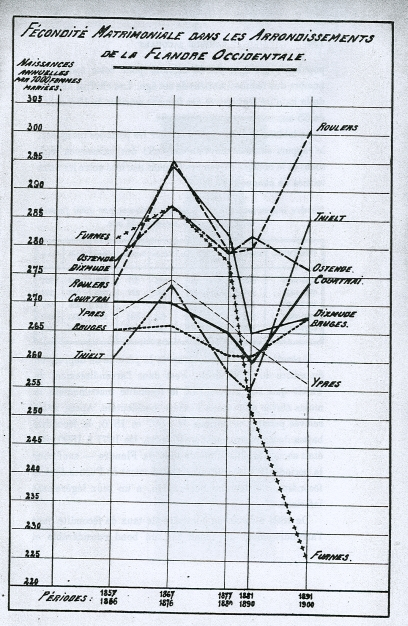 FÉCONDITÉ MATRIMONIALE DANS LES ARRONDISSEMENTS
DE LA FLANDRE OCCIDENTALE.
NAISSANCES
ANNUELLES
PAR 1000 FEMMES
MARIÉES.
305
300
295
290
285
280
275
270
265
260
255
250
245
240
235
230
225
220
FURNES
OSTENDE
DIXMUDE
ROULERS
COURTRAI
YPRES
BRUGES
THIELT
ROULERS
THIELT
OSTENDE.
COURTRAI.
DIXMUDE
BRUGES.
YPRES
FURNES.
PÉRIODES:
1857 1867 1877 1881 1891
1866 1876 1880 1890 1900